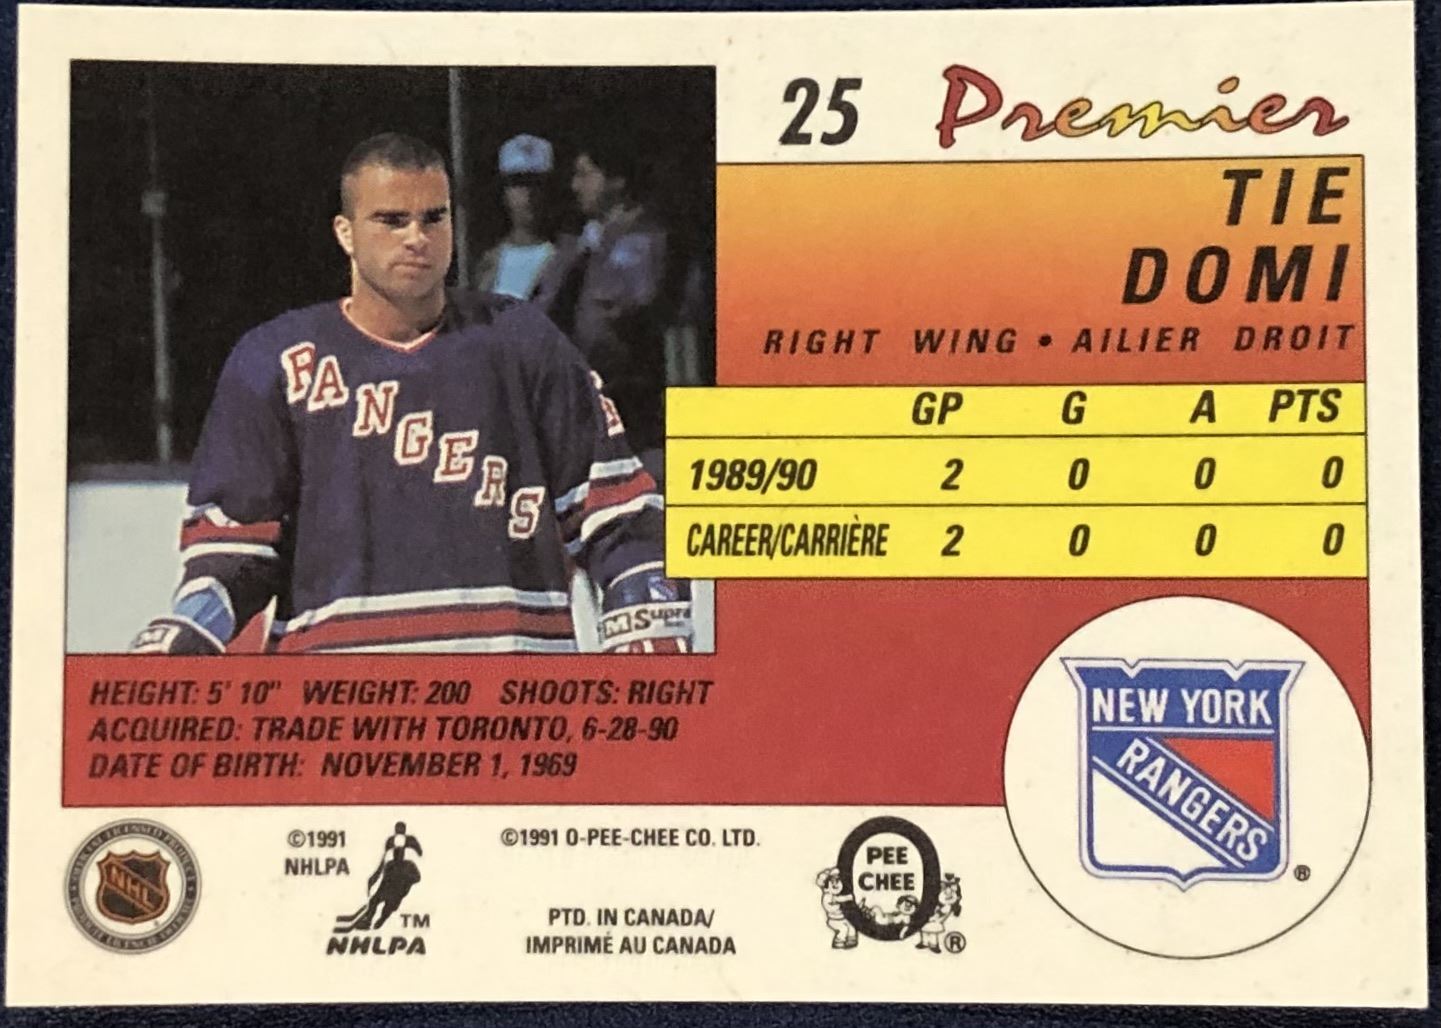 25 Premier
TIE
DOMI
RIGHT WING • AILIER DROIT
GP G A PTS
1989/90 2 0 0 0
CAREER/CARRIÈRE 2 0 0 0
RANGERS
M
M Supra
HEIGHT: 5' 10" WEIGHT: 200 SHOOTS: RIGHT
ACQUIRED: TRADE WITH TORONTO, 6-28-90
DATE OF BIRTH: NOVEMBER 1, 1969
NEW YORK
RANGERS
®
NHL
©1991
NHLPA
TM
NHLPA
©1991 O-PEE-CHEE CO. LTD.
PTD. IN CANADA/
IMPRIMÉ AU CANADA
O
PEE
CHEE
®